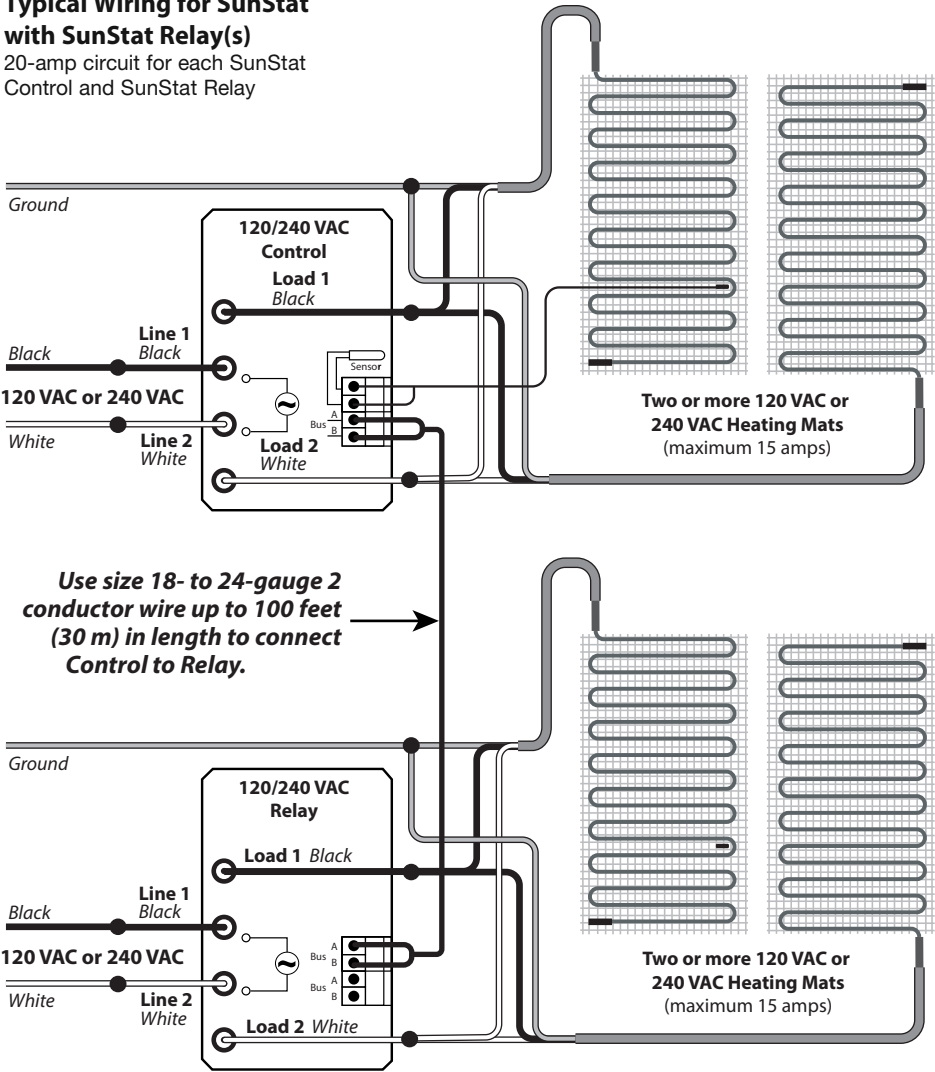 Typical Wiring for SunStat
with SunStat Relay(s)
20-amp circuit for each SunStat
Control and SunStat Relay
Ground
120/240 VAC
Control
Load 1
Black
Line 1
Black
Black
Sensor
120 VAC or 240 VAC
A
Bus
B
White
Line 2
White
Load 2
White
Two or more 120 VAC or
240 VAC Heating Mats
(maximum 15 amps)
Use size 18- to 24-gauge 2
conductor wire up to 100 feet
(30 m) in length to connect
Control to Relay.
Ground
120/240 VAC
Relay
Load 1 Black
Line 1
Black
Black
120 VAC or 240 VAC
A
Bus B
A
Bus
B
White
Line 2
White
Load 2 White
Two or more 120 VAC or
240 VAC Heating Mats
(maximum 15 amps)